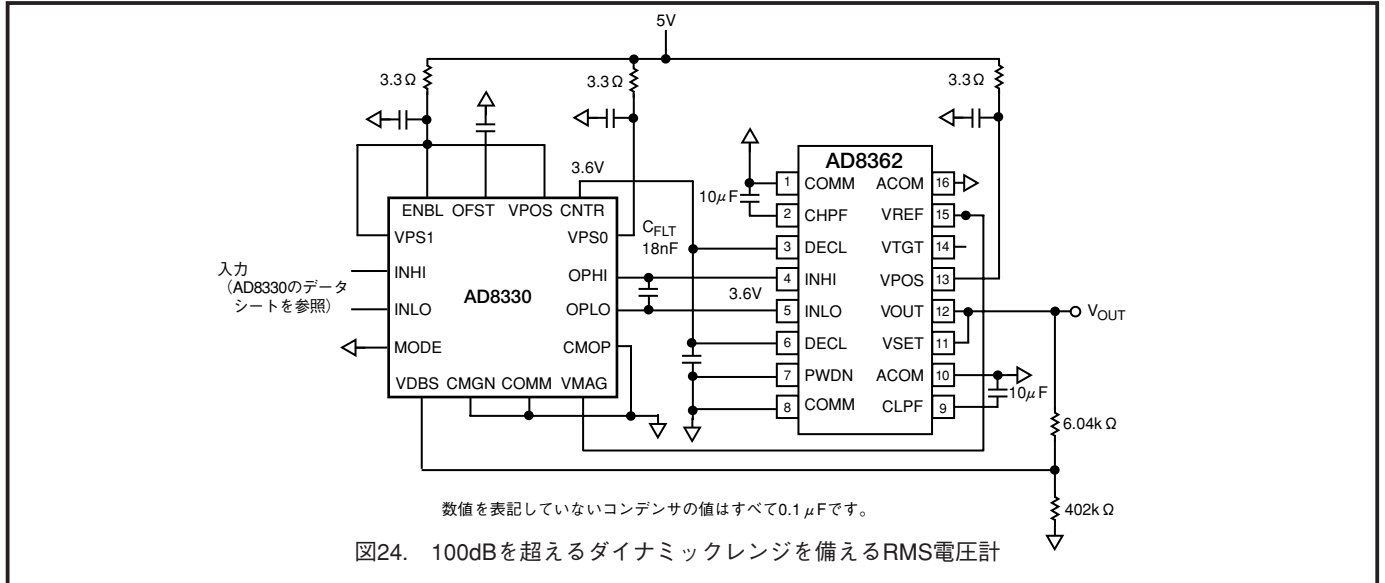 5V
3.3Ω
3.3Ω
3.3Ω
3.6V
AD8362
10μF
1 COMM ACOM 16
2 CHPF VREF 15
3 DECL VTGT 14
4 INHI VPOS 13
5 INLO VOUT 12
6 DECL VSET 11
7 PWDN ACOM 10
8 COMM CLPF 9
ENBL OFST VPOS CNTR
VPS1 VPS0
CFLT
18nF
入力
(AD8330のデータ
シートを参照)
INHI OPHI
AD8330
3.6V
INLO OPLO
MODE CMOP
VDBS CMGN COMM VMAG
VOUT
10μF
6.04kΩ
402kΩ
数値を表記していないコンデンサの値はすべて0.1μFです。
図24. 100dBを超えるダイナミックレンジを備えるRMS電圧計